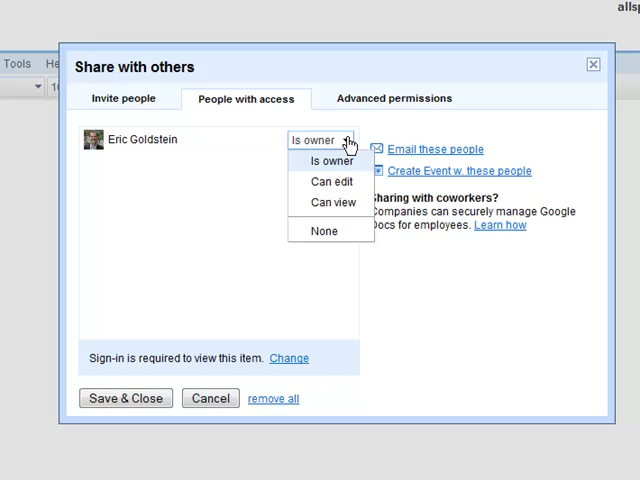 Tools
Share with others
Invite people
People with access
Advanced permissions
Eric Goldstein
Is owner
Is owner
Can edit
Can view
None
Email these people
Create Event w. these people
Sharing with coworkers?
Companies can securely manage Google
Docs for employees. Learn how
Sign-in is required to view this item. Change
Save & Close
Cancel
remove all